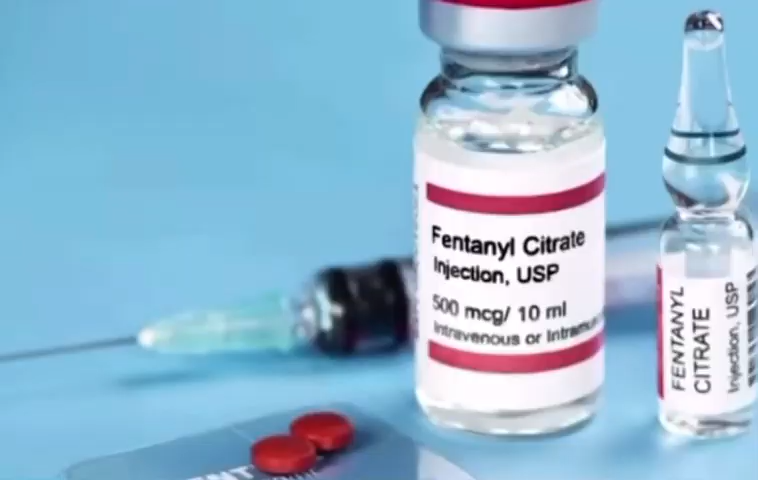 Fentanyl Citrate
Injection, USP
500 mcg/ 10 ml
Intravenous or
FENTANYL
CITRATE
Injection, USP